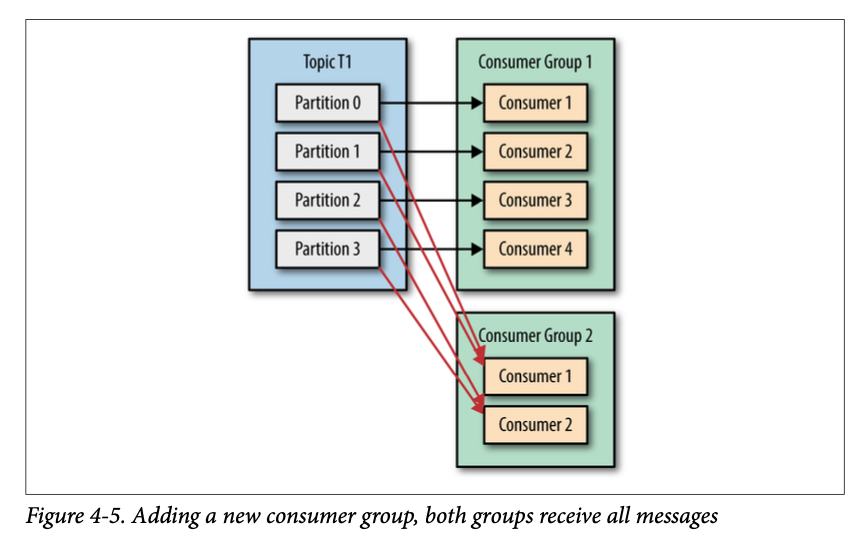 Topic T1
Partition 0
Partition 1
Partition 2
Partition 3
Consumer Group 1
Consumer 1
Consumer 2
Consumer 3
Consumer 4
Consumer Group 2
Consumer 1
Consumer 2
Figure 4-5. Adding a new consumer group, both groups receive all messages